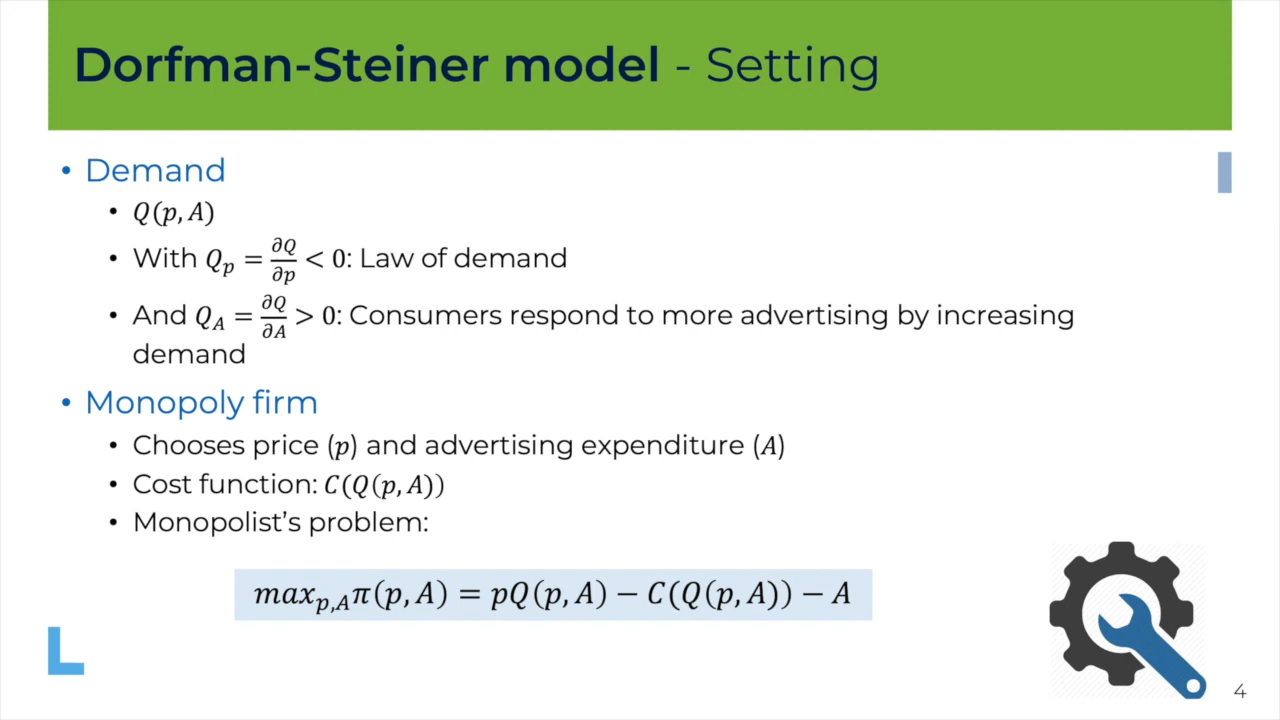 Dorfman-Steiner model - Setting
• Demand
• Q(p, A)
• With Qₚ = ∂Q/∂p < 0: Law of demand
• And Q_A = ∂Q/∂A > 0: Consumers respond to more advertising by increasing
demand
• Monopoly firm
• Chooses price (p) and advertising expenditure (A)
• Cost function: C(Q(p, A))
• Monopolist’s problem:
max_{p,A} π(p, A) = pQ(p, A) − C(Q(p, A)) − A
4